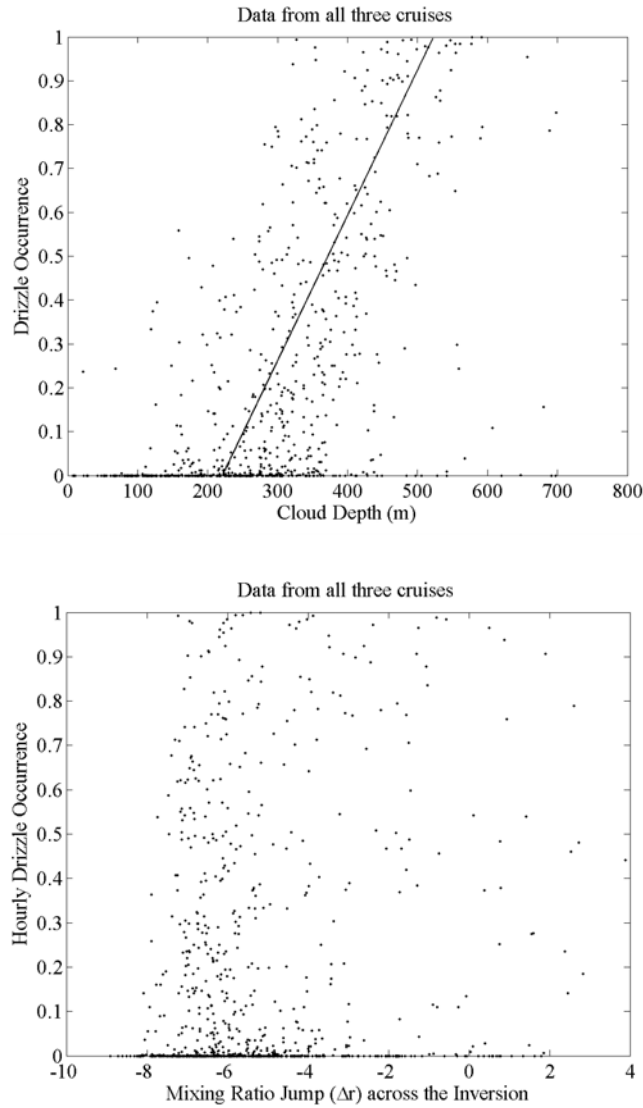 Data from all three cruises
1
0.9
0.8
0.7
0.6
0.5
0.4
0.3
0.2
0.1
0
Drizzle Occurrence
0 100 200 300 400 500 600 700 800
Cloud Depth (m)
Data from all three cruises
1
0.9
0.8
0.7
0.6
0.5
0.4
0.3
0.2
0.1
0
Hourly Drizzle Occurrence
-10 -8 -6 -4 -2 0 2 4
Mixing Ratio Jump (Δr) across the Inversion